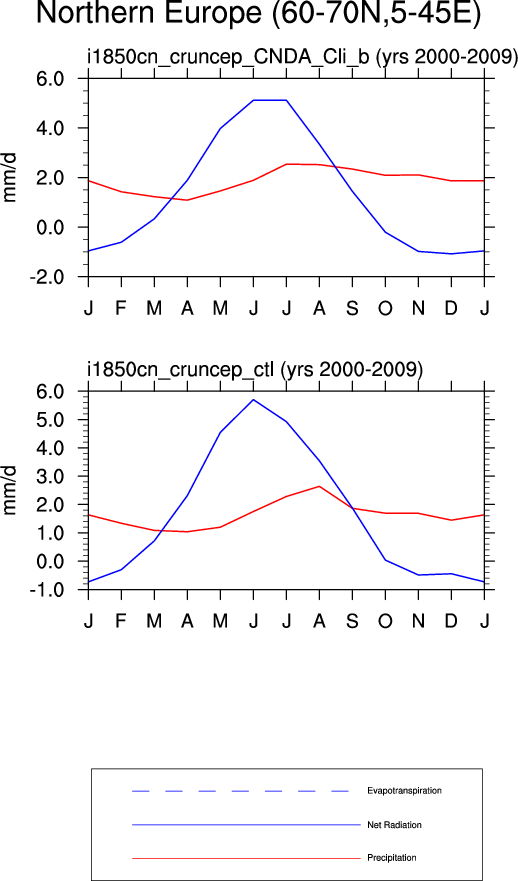 Northern Europe (60-70N,5-45E)
i1850cn_cruncep_CNDA_Cli_b (yrs 2000-2009)
6.0
4.0
2.0
0.0
-2.0
mm/d
J F M A M J J A S O N D J
i1850cn_cruncep_ctl (yrs 2000-2009)
6.0
5.0
4.0
3.0
2.0
1.0
0.0
-1.0
mm/d
J F M A M J J A S O N D J
Evapotranspiration
Net Radiation
Precipitation